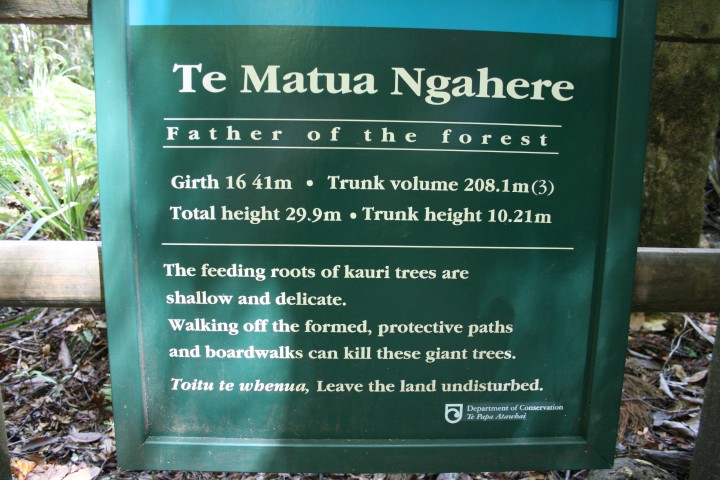 Te Matua Ngahere
Father of the forest
Girth 16 41m • Trunk volume 208.1m(3)
Total height 29.9m • Trunk height 10.21m
The feeding roots of kauri trees are
shallow and delicate.
Walking off the formed, protective paths
and boardwalks can kill these giant trees.
Toitu te whenua, Leave the land undisturbed.
Department of Conservation
Te Papa Atawhai